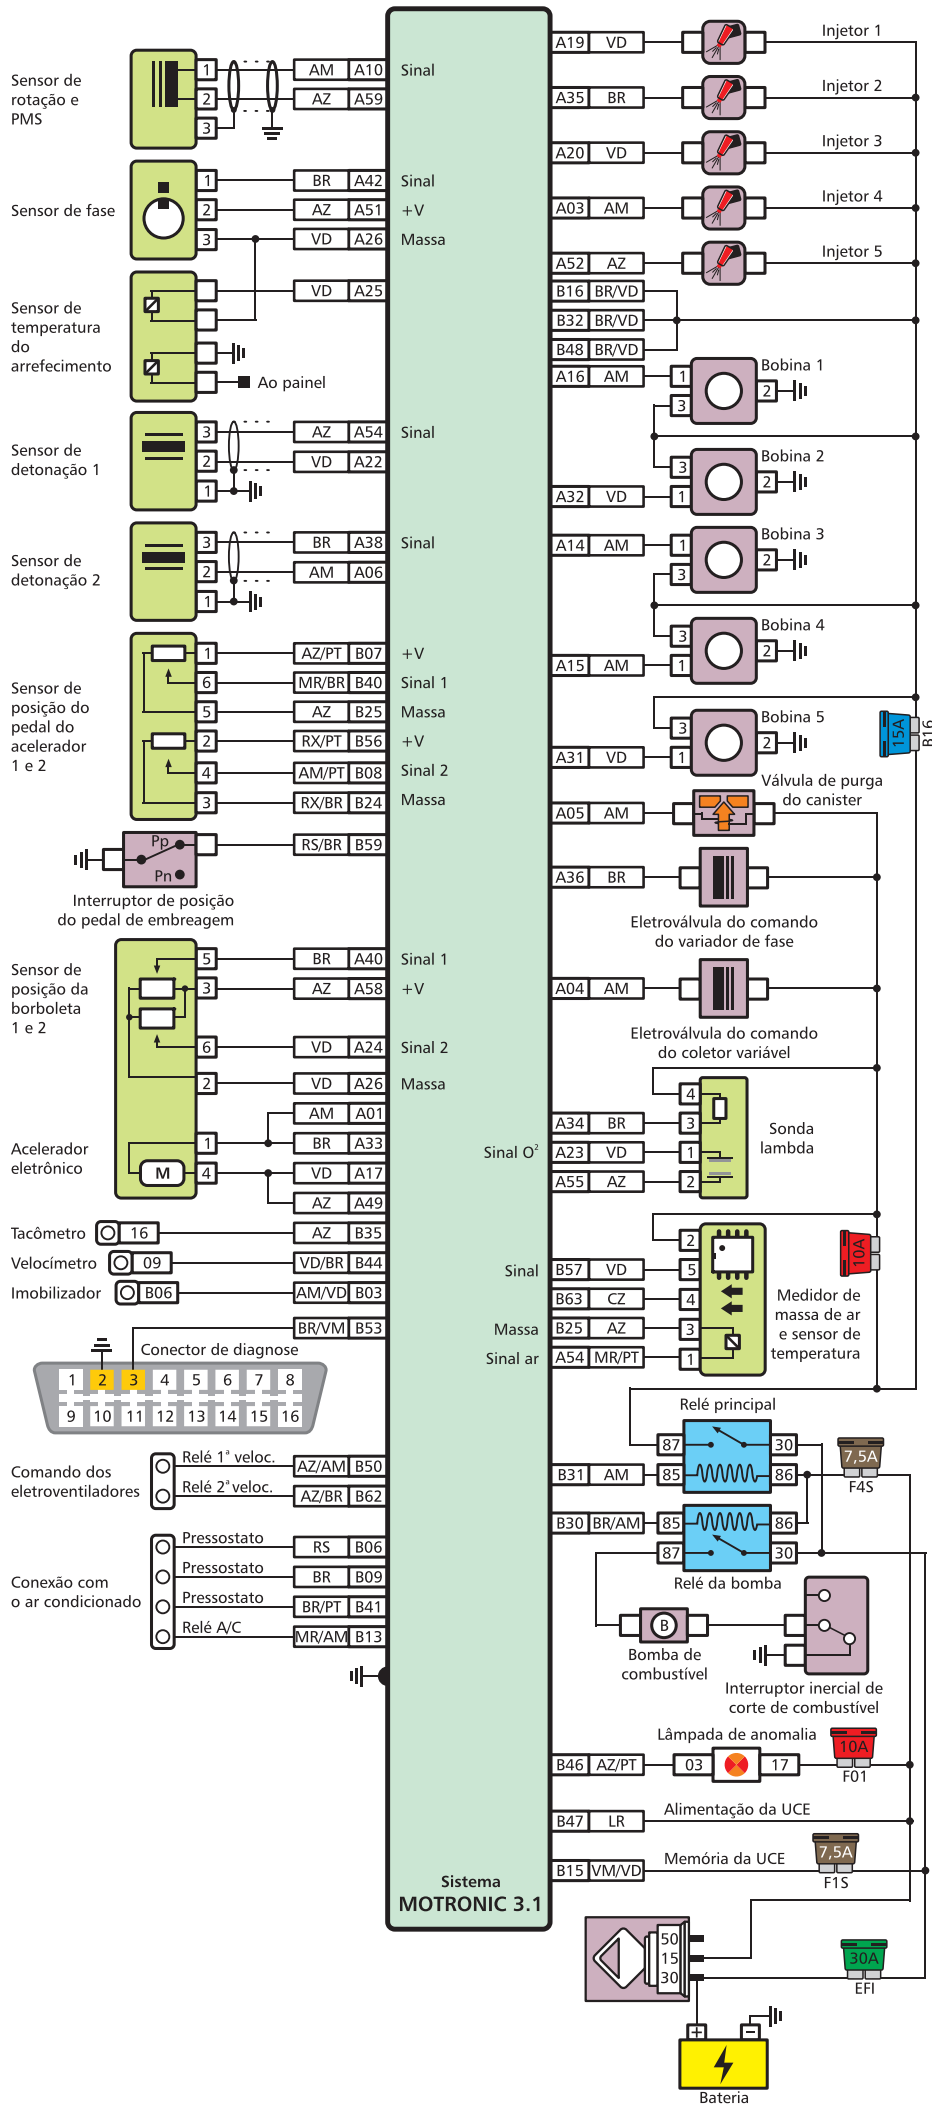 Sensor de
rotação e
PMS
1 AM A10 Sinal
2 AZ A59
3
Sensor de fase
1 BR A42 Sinal
2 AZ A51 +V
3 VD A26 Massa
Sensor de
temperatura
do
arrefecimento
VD A25
Ao painel
Sensor de
detonação 1
3 AZ A54 Sinal
2 VD A22
1
Sensor de
detonação 2
3 BR A38 Sinal
2 AM A06
1
Sensor de
posição do
pedal do
acelerador
1 e 2
1 AZ/PT B07 +V
6 MR/BR B40 Sinal 1
5 AZ B25 Massa
2 RX/PT B56 +V
4 AM/PT B08 Sinal 2
3 RX/BR B24 Massa
Pp
Pn
RS/BR B59
Interruptor de posição
do pedal de embreagem
Sensor de
posição da
borboleta
1 e 2
5 BR A40 Sinal 1
3 AZ A58 +V
6 VD A24 Sinal 2
2 VD A26 Massa
AM A01
Acelerador
eletrônico
1 BR A33
M
4 VD A17
AZ A49
Tacômetro 16 AZ B35
Velocímetro 09 VD/BR B44
Imobilizador B06 AM/VD B03
BR/VM B53
Conector de diagnose
1 2 3 4 5 6 7 8
9 10 11 12 13 14 15 16
Comando dos
eletroventiladores
Relé 1ª veloc. AZ/AM B50
Relé 2ª veloc. AZ/BR B62
Conexão com
o ar condicionado
Pressostato RS B06
Pressostato BR B09
Pressostato BR/PT B41
Relé A/C MR/AM B13
Sistema
MOTRONIC 3.1
A19 VD Injetor 1
A35 BR Injetor 2
A20 VD Injetor 3
A03 AM Injetor 4
A52 AZ Injetor 5
B16 BR/VD
B32 BR/VD
B48 BR/VD
Bobina 1
A16 AM 1
2
3
Bobina 2
3
2
A32 VD 1
Bobina 3
A14 AM 1
2
3
Bobina 4
3
2
A15 AM 1
Bobina 5
3
2
A31 VD 1
15A
B16
Válvula de purga
do canister
A05 AM
A36 BR
Eletroválvula do comando
do variador de fase
A04 AM
Eletroválvula do comando
do coletor variável
4
A34 BR 3
Sinal O² A23 VD 1
A55 AZ 2
Sonda
lambda
2
Sinal B57 VD 5
B63 CZ 4
Massa B25 AZ 3
Sinal ar A54 MR/PT 1
10A
Medidor de
massa de ar
e sensor de
temperatura
Relé principal
87 30
B31 AM 85 86
7,5A
F4S
B30 BR/AM 85 86
87 30
Relé da bomba
B
Bomba de
combustível
Interruptor inercial de
corte de combustível
Lâmpada de anomalia
B46 AZ/PT 03 17
10A
F01
B47 LR Alimentação da UCE
B15 VM/VD Memória da UCE
7,5A
F1S
50
15
30
30A
EFI
+ −
Bateria